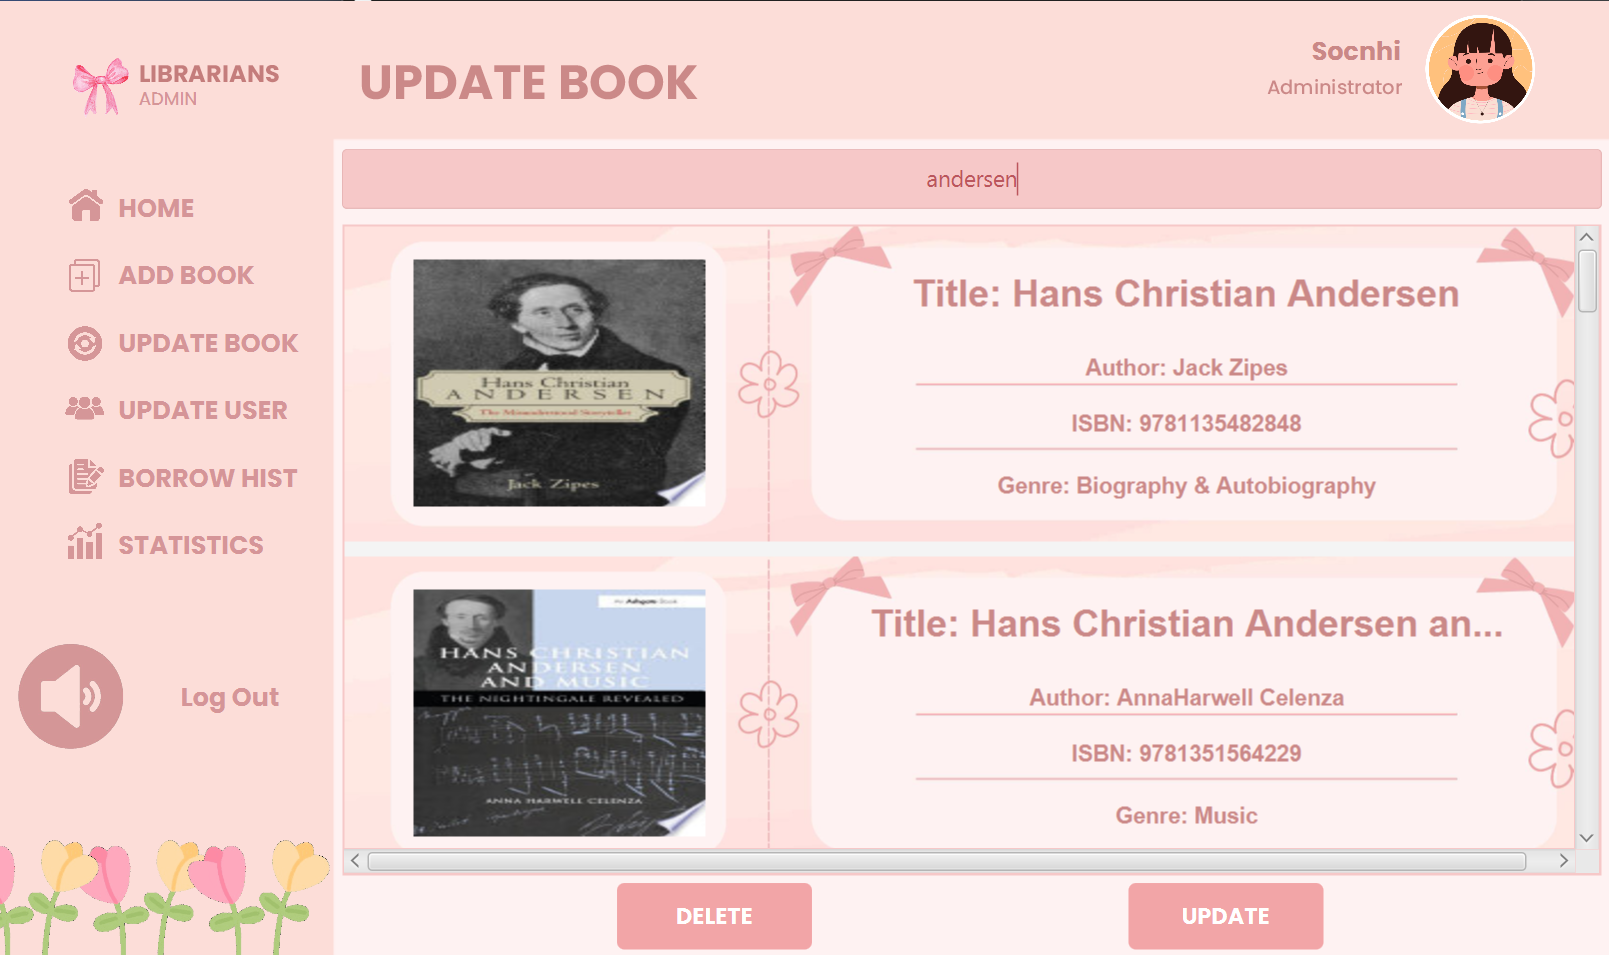 LIBRARIANS
ADMIN
UPDATE BOOK
Socnhi
Administrator
HOME
ADD BOOK
UPDATE BOOK
UPDATE USER
BORROW HIST
STATISTICS
Log Out
andersen
Hans Christian
ANDERSEN
The Misunderstood Storyteller
Jack Zipes
Title: Hans Christian Andersen
Author: Jack Zipes
ISBN: 9781135482848
Genre: Biography & Autobiography
An Ashgate Book
HANS CHRISTIAN
ANDERSEN
AND MUSIC
THE NIGHTINGALE REVEALED
ANNA HARWELL CELENZA
Title: Hans Christian Andersen an...
Author: AnnaHarwell Celenza
ISBN: 9781351564229
Genre: Music
DELETE
UPDATE